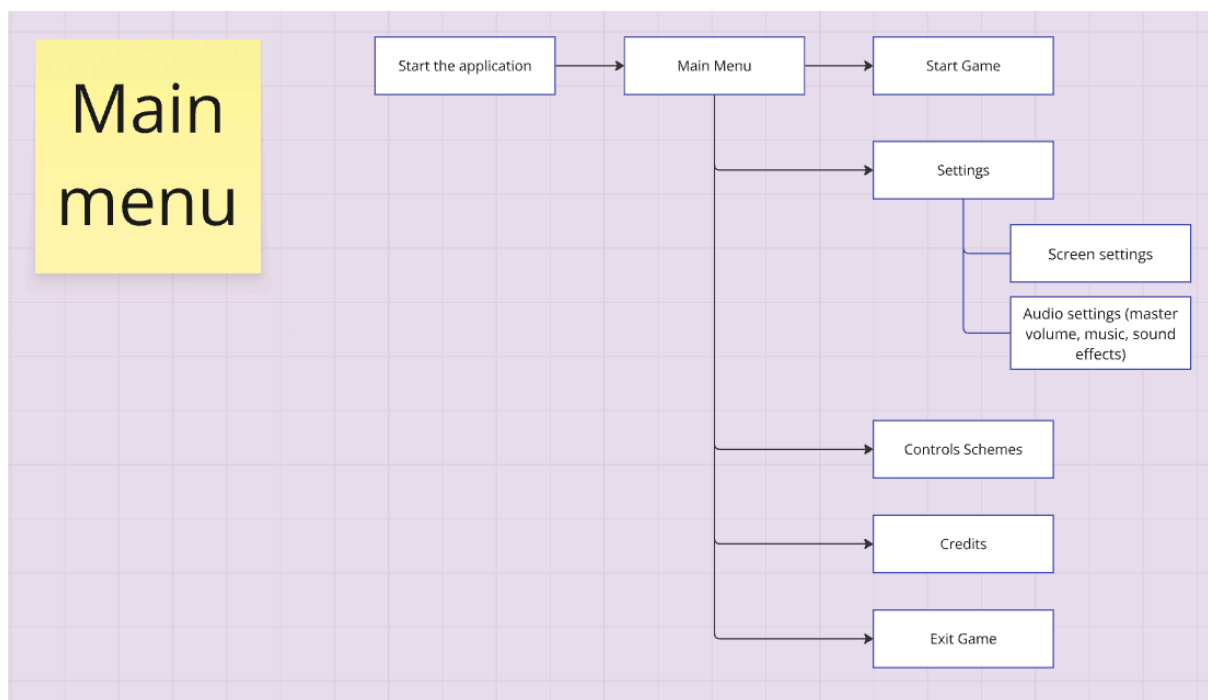 Main
menu
Start the application
Main Menu
Start Game
Settings
Screen settings
Audio settings (master
volume, music, sound
effects)
Controls Schemes
Credits
Exit Game